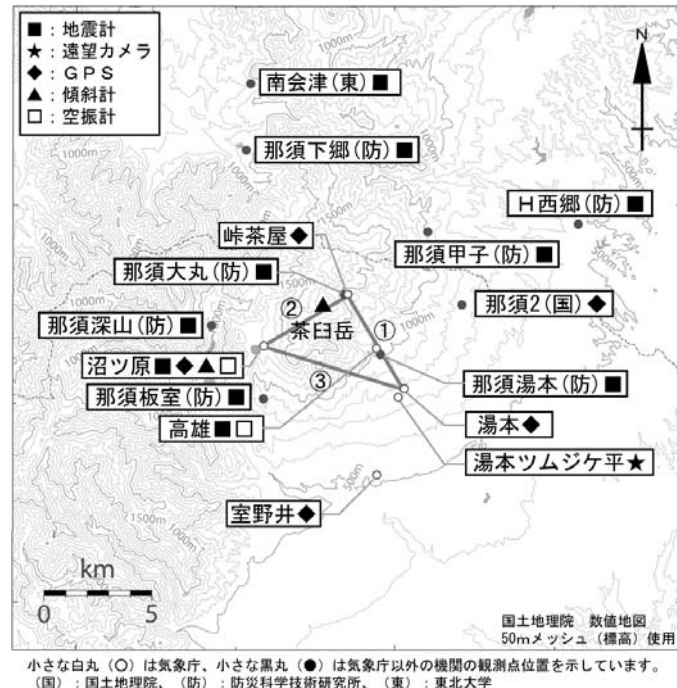 ■：地震計
★：遠望カメラ
◆：ＧＰＳ
▲：傾斜計
□：空振計
N
1000m
1000m
南会津(東)■
1000m
那須下郷(防)■
1000m
H西郷(防)■
峠茶屋◆
那須甲子(防)■
那須大丸(防)■
那須2(国)◆
②
茶臼岳
①
1000m
那須深山(防)■
沼ツ原■◆▲□
③
那須湯本(防)■
那須板室(防)■
高雄■□
湯本◆
湯本ツムジケ平★
500m
室野井◆
1500m
1000m
km
0 5
国土地理院 数値地図
50mメッシュ（標高）使用
小さな白丸（○）は気象庁、小さな黒丸（●）は気象庁以外の機関の観測点位置を示しています。
（国）：国土地理院、（防）：防災科学技術研究所、（東）：東北大学